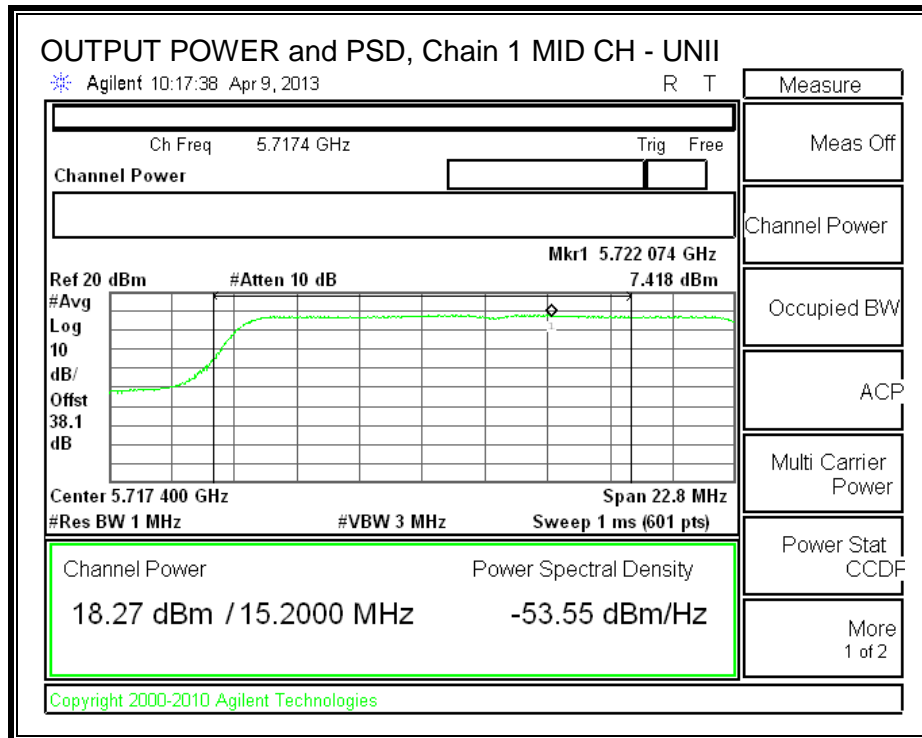 OUTPUT POWER and PSD, Chain 1 MID CH - UNII
Agilent 10:17:38 Apr 9, 2013 R T
Ch Freq 5.7174 GHz Trig Free
Channel Power
Mkr1 5.722 074 GHz
Ref 20 dBm #Atten 10 dB 7.418 dBm
#Avg
Log
10
dB/
Offst
38.1
dB
1
Center 5.717 400 GHz Span 22.8 MHz
#Res BW 1 MHz #VBW 3 MHz Sweep 1 ms (601 pts)
Channel Power Power Spectral Density
18.27 dBm / 15.2000 MHz -53.55 dBm/Hz
Copyright 2000-2010 Agilent Technologies
Measure
Meas Off
Channel Power
Occupied BW
ACP
Multi Carrier
Power
Power Stat
CCDF
More
1 of 2